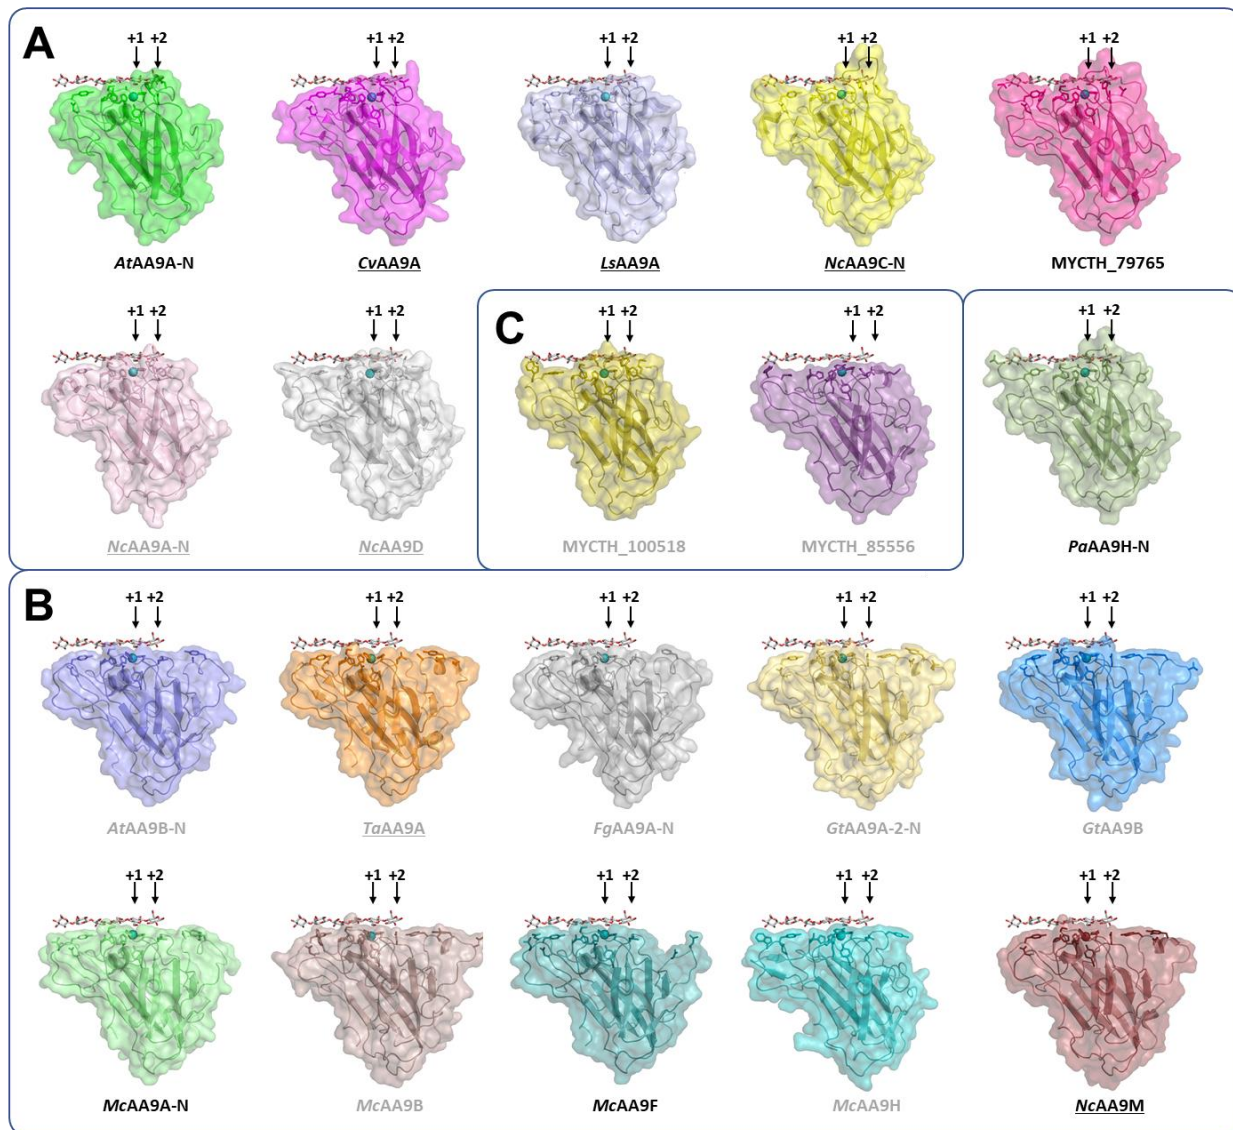 A
+1 +2 +1 +2 +1 +2 +1 +2 +1 +2
AtAA9A-N CvAA9A LsAA9A NcAA9C-N MYCTH_79765
+1 +2 +1 +2 +1 +2 +1 +2 +1 +2
C
NcAA9A-N NcAA9D MYCTH_100518 MYCTH_85556 PaAA9H-N
B
+1 +2 +1 +2 +1 +2 +1 +2 +1 +2
AtAA9B-N TaAA9A FgAA9A-N GtAA9A-2-N GtAA9B
+1 +2 +1 +2 +1 +2 +1 +2 +1 +2
McAA9A-N McAA9B McAA9F McAA9H NcAA9M